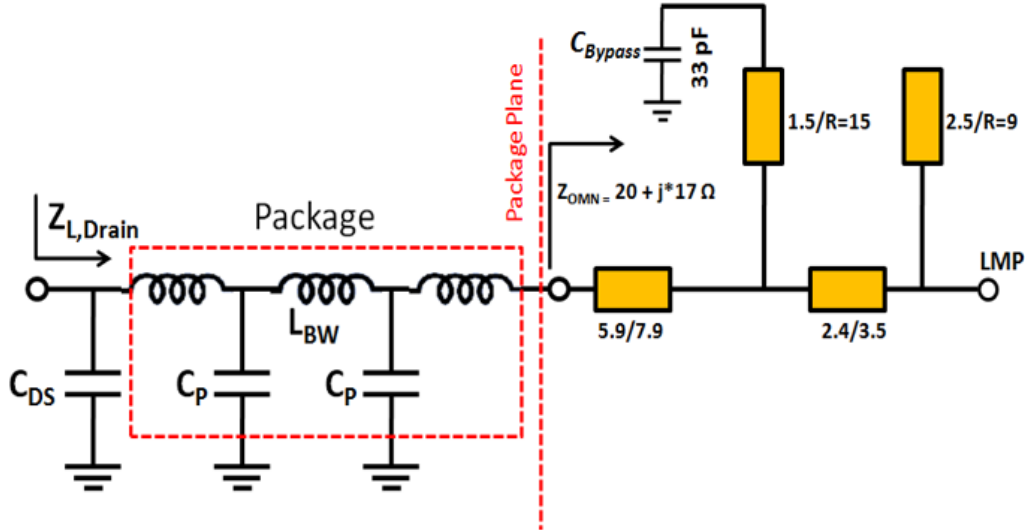 C_Bypass
33 pF
1.5/R=15
2.5/R=9
Package Plane
Z_OMN = 20 + j*17 Ω
Z_L,Drain
Package
LMP
L_BW
5.9/7.9
2.4/3.5
C_DS
C_P
C_P